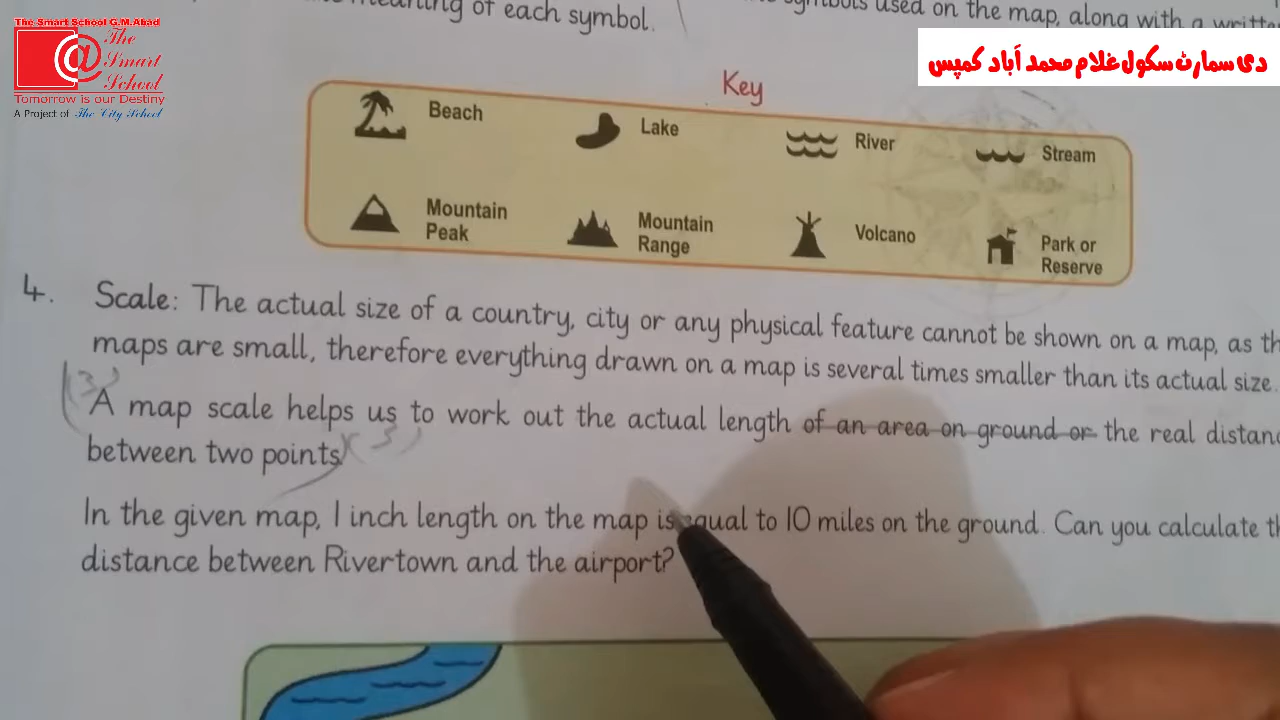 The Smart School G.M.Abad
The
Smart
School
Tomorrow is our Destiny
A Project of The City School
دی سمارٹ سکول غلام محمد آباد کمپس
meaning of each symbol.
symbols used on the map, along with a
Key
Beach
Lake
River
Stream
Mountain
Peak
Mountain
Range
Volcano
Park or
Reserve
4. Scale: The actual size of a country, city or any physical feature cannot be shown on a map, as
maps are small, therefore everything drawn on a map is several times smaller than its actual size.
A map scale helps us to work out the actual length of an area on ground or the real
between two points.
In the given map, 1 inch length on the map is equal to 10 miles on the ground. Can you calculate
distance between Rivertown and the airport?